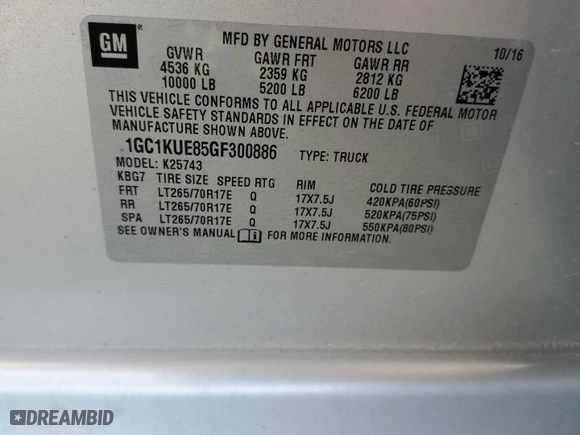 GM
MFD BY GENERAL MOTORS LLC 10/16
GVWR GAWR FRT GAWR RR
4536 KG 2359 KG 2812 KG
10000 LB 5200 LB 6200 LB
THIS VEHICLE CONFORMS TO ALL APPLICABLE U.S. FEDERAL MOTOR
VEHICLE SAFETY STANDARDS IN EFFECT ON THE DATE OF
MANUFACTURE SHOWN ABOVE.
1GC1KUE85GF300886 TYPE: TRUCK
MODEL: K25743
KBG7 TIRE SIZE SPEED RTG RIM COLD TIRE PRESSURE
FRT LT265/70R17E Q 17X7.5J 420KPA(60PSI)
RR LT265/70R17E Q 17X7.5J 520KPA(75PSI)
SPA LT265/70R17E Q 17X7.5J 550KPA(80PSI)
SEE OWNER'S MANUAL FOR MORE INFORMATION.
DREAMBID